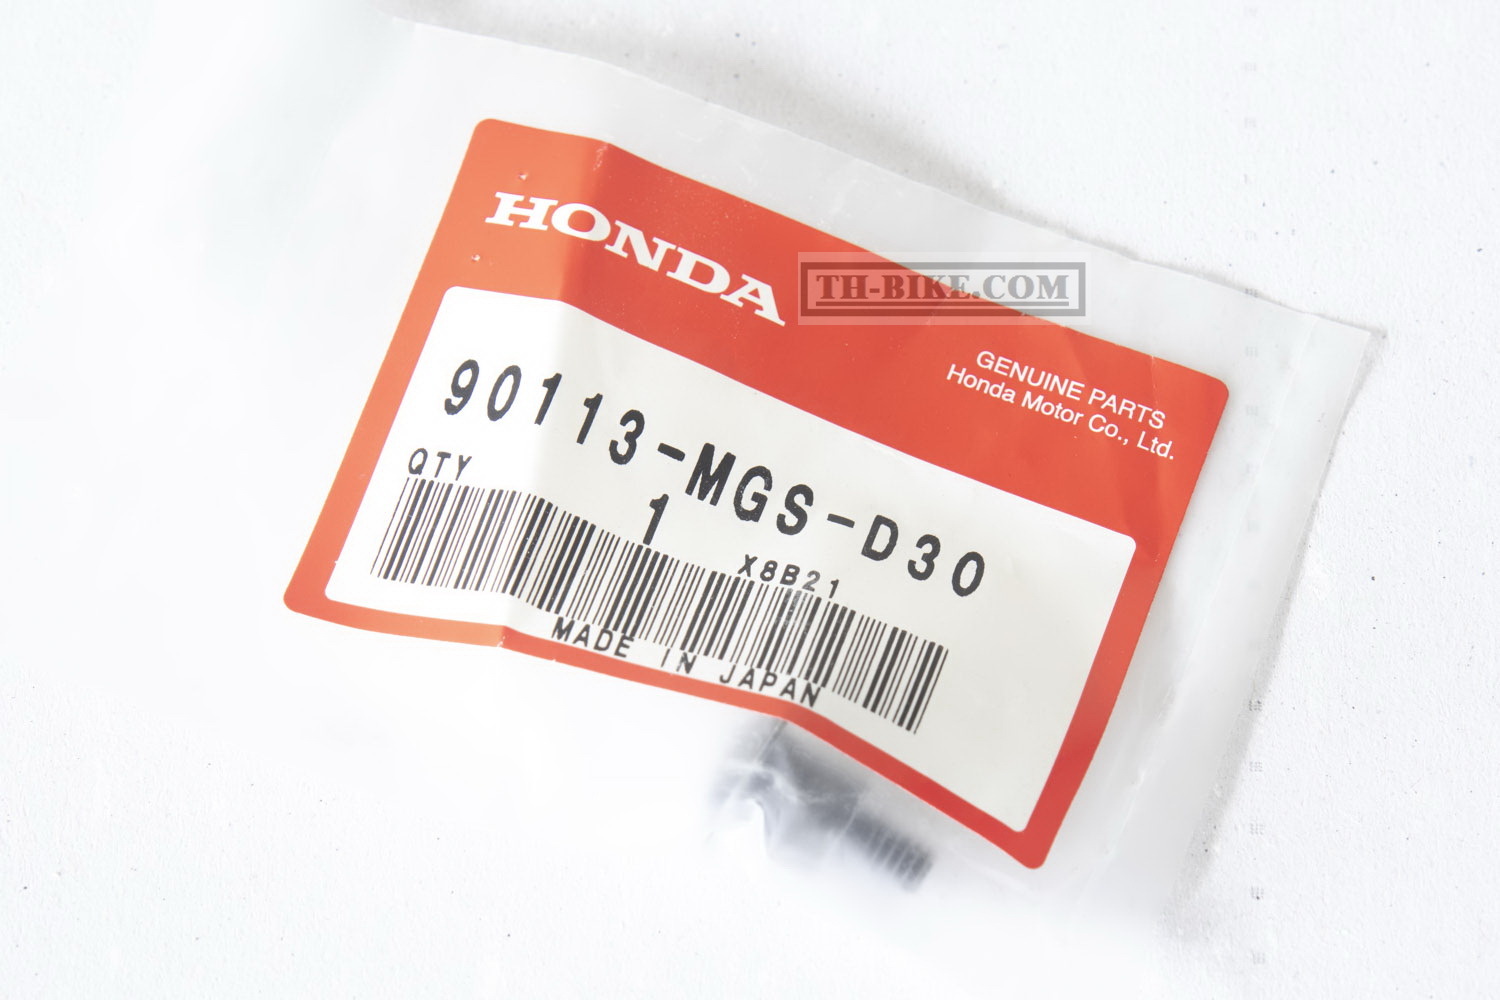 HONDA
TH-BIKE.COM
GENUINE PARTS
Honda Motor Co., Ltd.
90113-MGS-D30
QTY
1
X8B21
MADE IN JAPAN